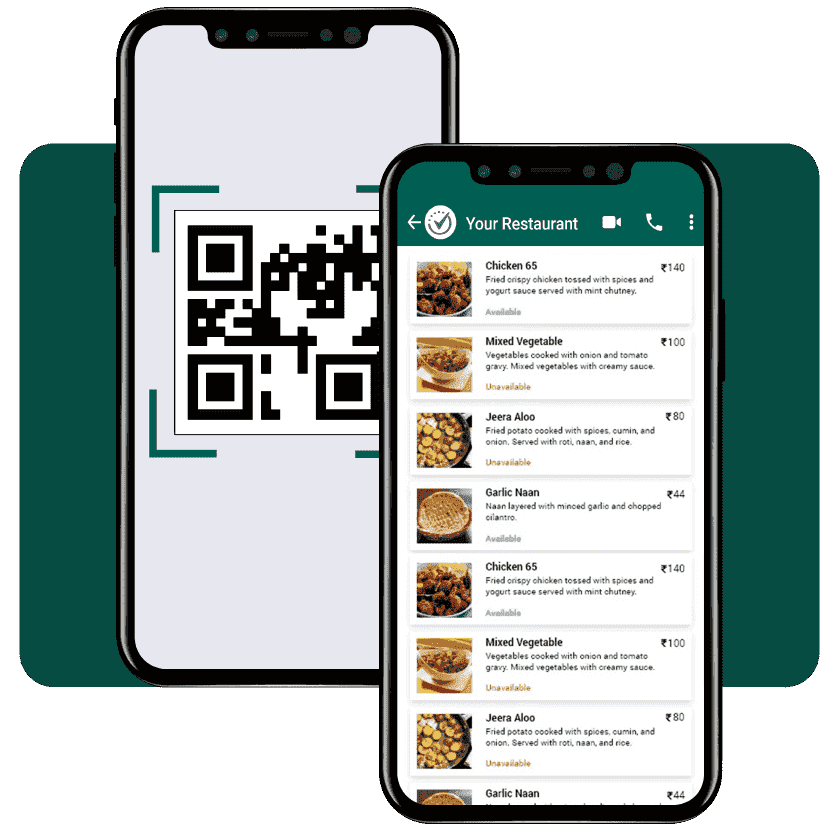 Your Restaurant
Chicken 65 ₹140
Fried crispy chicken tossed with spices and
yogurt sauce served with mint chutney.
Available
Mixed Vegetable ₹100
Vegetables cooked with onion and tomato
gravy. Mixed vegetables with creamy sauce.
Unavailable
Jeera Aloo ₹80
Fried potato cooked with spices, cumin, and
onion. Served with roti, naan, and rice.
Unavailable
Garlic Naan ₹44
Naan layered with minced garlic and chopped
cilantro.
Available
Chicken 65 ₹140
Fried crispy chicken tossed with spices and
yogurt sauce served with mint chutney.
Available
Mixed Vegetable ₹100
Vegetables cooked with onion and tomato
gravy. Mixed vegetables with creamy sauce.
Unavailable
Jeera Aloo ₹80
Fried potato cooked with spices, cumin, and
onion. Served with roti, naan, and rice.
Unavailable
Garlic Naan ₹44